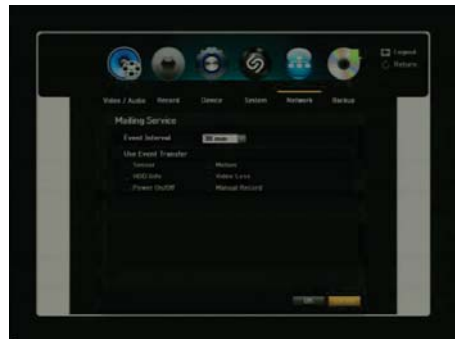 Legend
Return
Video / Audio Record Device System Network Backup
Mailing Service
Event Interval
Use Event Transfer
Sensor Motion
HDD Info Video Loss
Power On/Off Manual Record